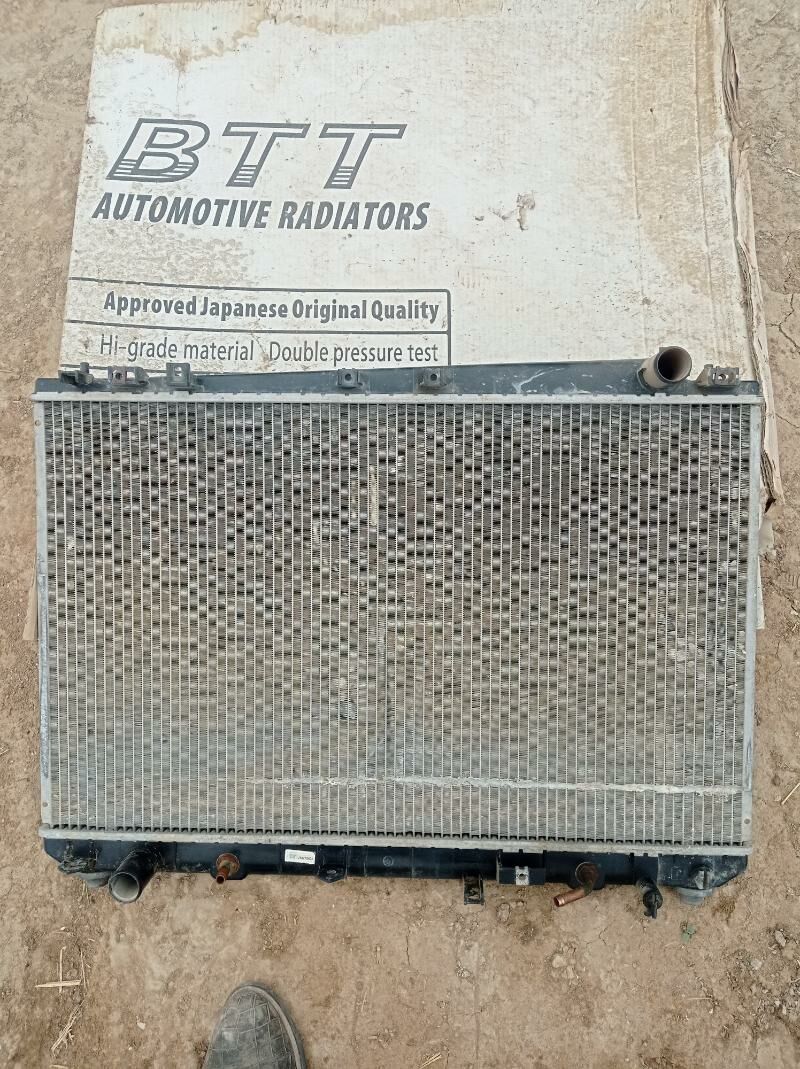 BTT
AUTOMOTIVE RADIATORS
Approved Japanese Original Quality
Hi-grade material Double pressure test